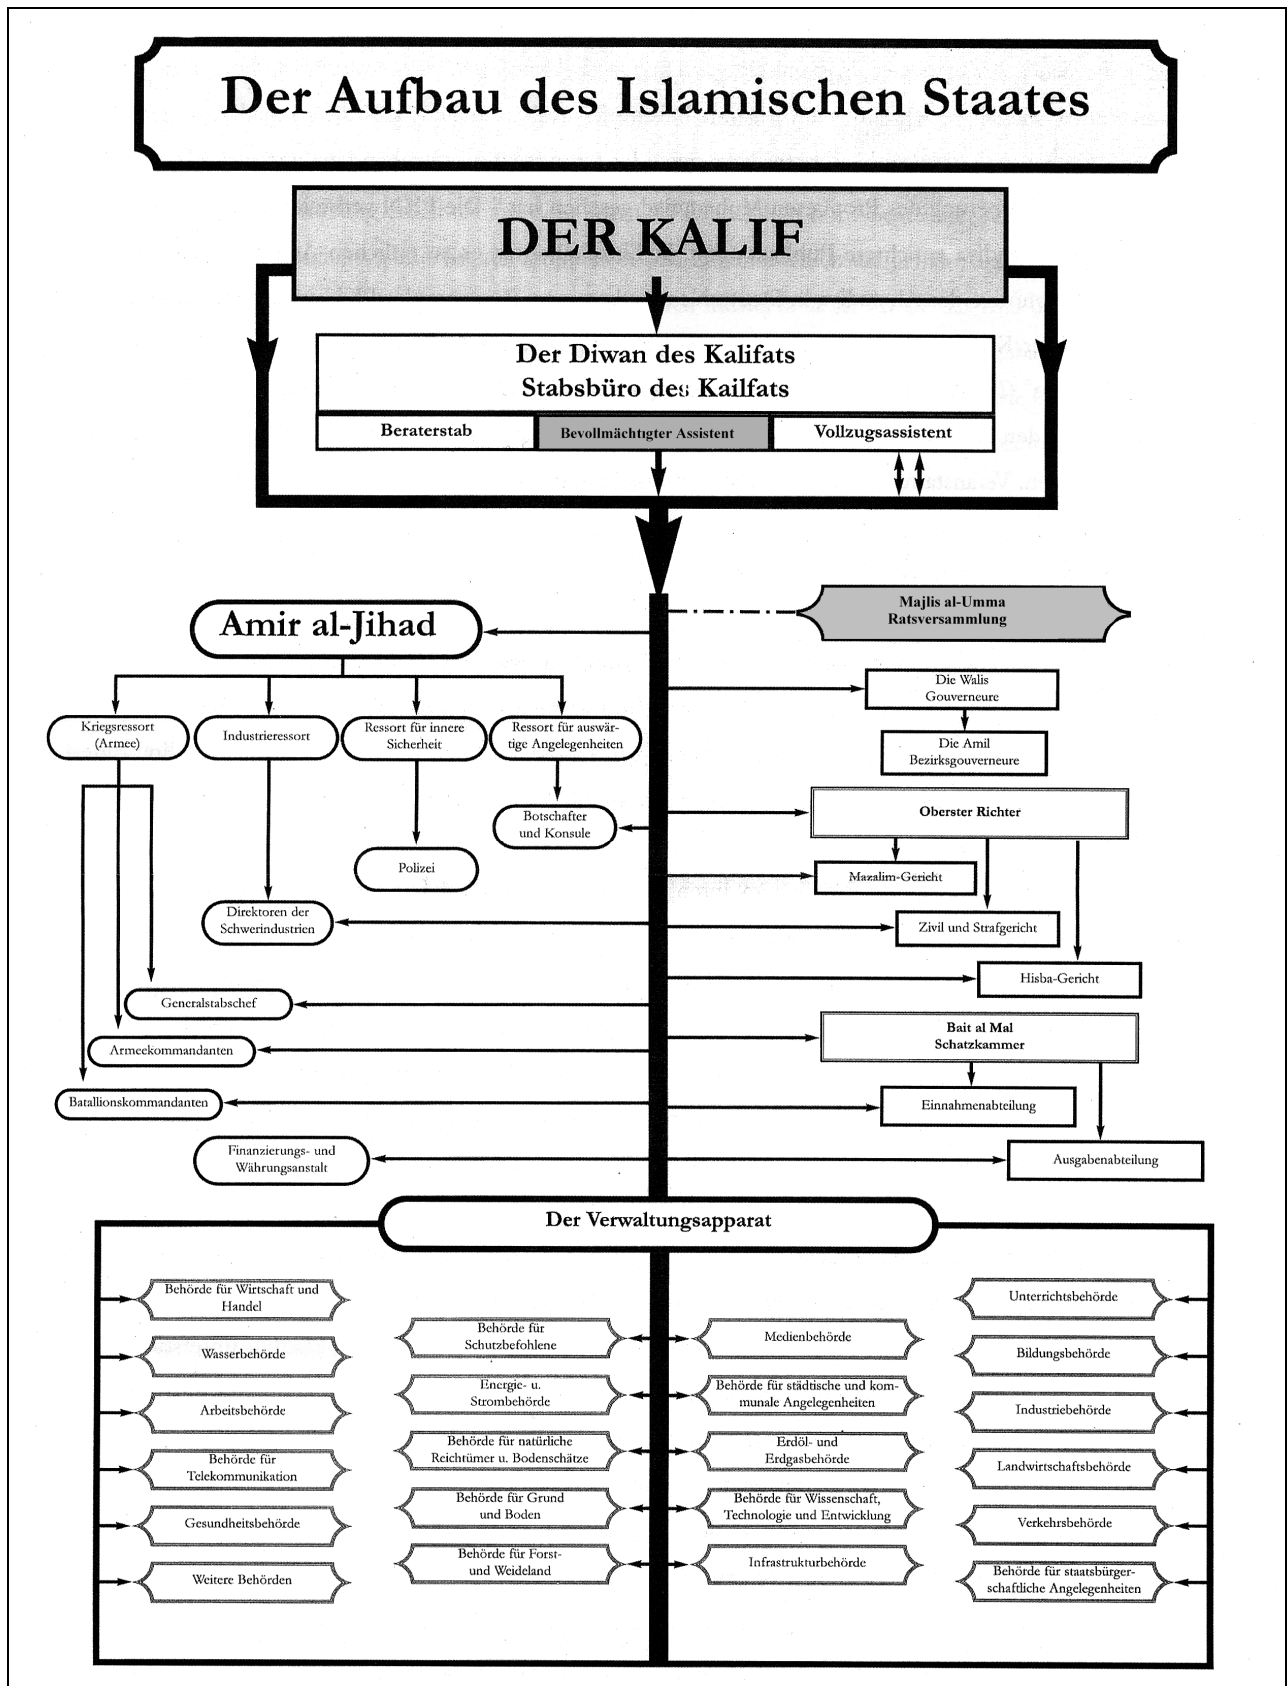 Der Aufbau des Islamischen Staates
DER KALIF
Der Diwan des Kalifats
Stabsbüro des Kailfats
Beraterstab
Bevollmächtigter Assistent
Vollzugsassistent
Amir al-Jihad
Majlis al-Umma
Ratsversammlung
Kriegsressort
(Armee)
Industrieressort
Ressort für innere
Sicherheit
Ressort für auswär-
tige Angelegenheiten
Die Walis
Gouverneure
Die Amil
Bezirksgouverneure
Botschafter
und Konsule
Oberster Richter
Polizei
Mazalim-Gericht
Direktoren der
Schwerindustrien
Zivil und Strafgericht
Hisba-Gericht
Generalstabschef
Armeekommandanten
Bait al Mal
Schatzkammer
Batallionskommandanten
Einnahmenabteilung
Finanzierungs- und
Währungsanstalt
Ausgabenabteilung
Der Verwaltungsapparat
Behörde für Wirtschaft und
Handel
Wasserbehörde
Arbeitsbehörde
Behörde für
Telekommunikation
Gesundheitsbehörde
Weitere Behörden
Behörde für
Schutzbefohlene
Energie- u.
Strombehörde
Behörde für natürliche
Reichtümer u. Bodenschätze
Behörde für Grund
und Boden
Behörde für Forst-
und Weideland
Medienbehörde
Behörde für städtische und kom-
munale Angelegenheiten
Erdöl- und
Erdgasbehörde
Behörde für Wissenschaft,
Technologie und Entwicklung
Infrastrukturbehörde
Unterrichtsbehörde
Bildungsbehörde
Industriebehörde
Landwirtschaftsbehörde
Verkehrsbehörde
Behörde für staatsbürger-
schaftliche Angelegenheiten